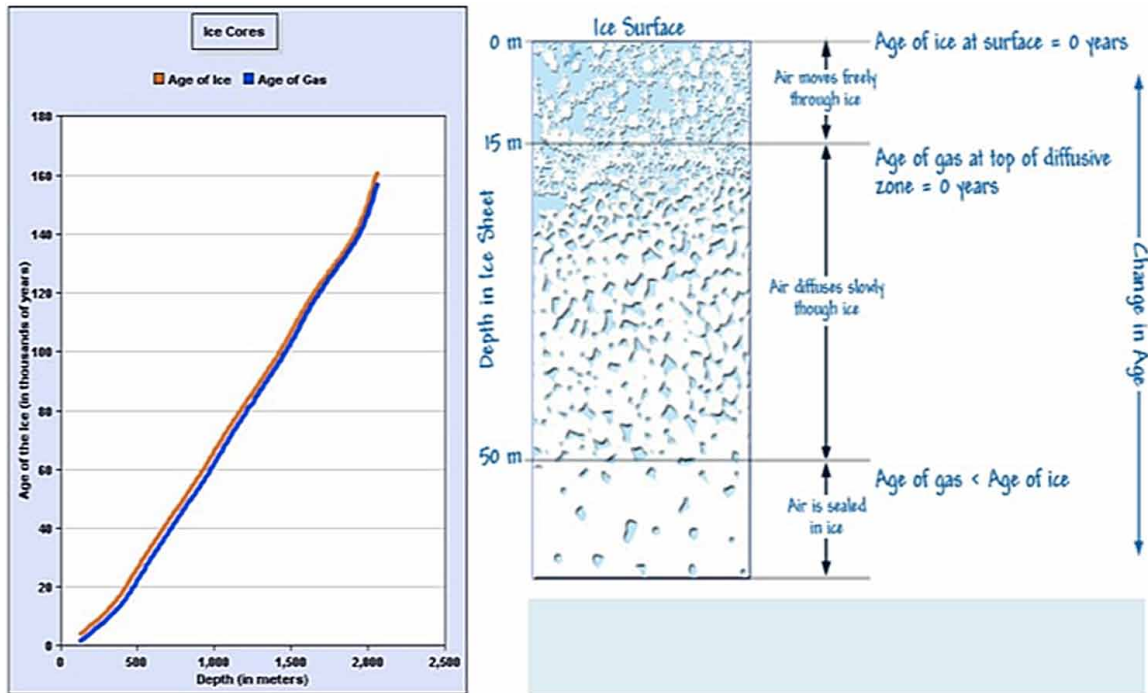 Ice Cores
Age of Ice Age of Gas
Age of the Ice (in thousands of years)
180
160
140
120
100
80
60
40
20
0
0 500 1,000 1,500 2,000 2,500
Depth (in meters)
Ice Surface
0 m
15 m
50 m
Depth in Ice Sheet
Air moves freely
through ice
Air diffuses slowly
though ice
Air is sealed
in ice
Age of ice at surface = 0 years
Age of gas at top of diffusive
zone = 0 years
Age of gas < Age of ice
Change in Age